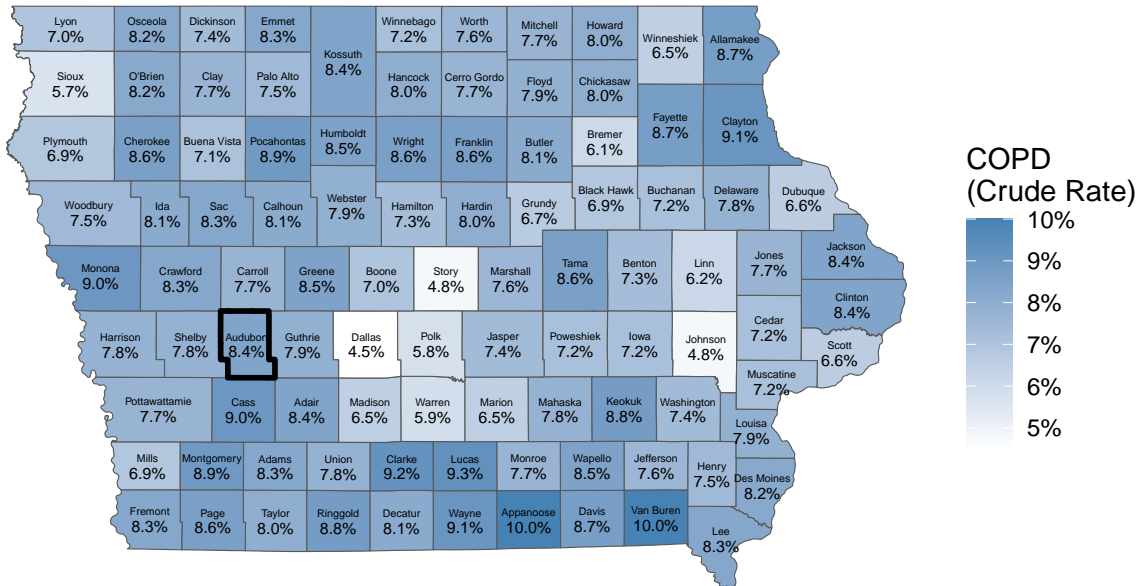 Lyon
7.0%
Osceola
8.2%
Dickinson
7.4%
Emmet
8.3%
Kossuth
8.4%
Winnebago
7.2%
Worth
7.6%
Mitchell
7.7%
Howard
8.0%
Winneshiek
6.5%
Allamakee
8.7%
Sioux
5.7%
O'Brien
8.2%
Clay
7.7%
Palo Alto
7.5%
Hancock
8.0%
Cerro Gordo
7.7%
Floyd
7.9%
Chickasaw
8.0%
Fayette
8.7%
Clayton
9.1%
Plymouth
6.9%
Cherokee
8.6%
Buena Vista
7.1%
Pocahontas
8.9%
Humboldt
8.5%
Wright
8.6%
Franklin
8.6%
Butler
8.1%
Bremer
6.1%
Woodbury
7.5%
Ida
8.1%
Sac
8.3%
Calhoun
8.1%
Webster
7.9%
Hamilton
7.3%
Hardin
8.0%
Grundy
6.7%
Black Hawk
6.9%
Buchanan
7.2%
Delaware
7.8%
Dubuque
6.6%
Monona
9.0%
Crawford
8.3%
Carroll
7.7%
Greene
8.5%
Boone
7.0%
Story
4.8%
Marshall
7.6%
Tama
8.6%
Benton
7.3%
Linn
6.2%
Jones
7.7%
Jackson
8.4%
Clinton
8.4%
Harrison
7.8%
Shelby
7.8%
Audubon
8.4%
Guthrie
7.9%
Dallas
4.5%
Polk
5.8%
Jasper
7.4%
Poweshiek
7.2%
Iowa
7.2%
Johnson
4.8%
Cedar
7.2%
Scott
6.6%
Muscatine
7.2%
Pottawattamie
7.7%
Cass
9.0%
Adair
8.4%
Madison
6.5%
Warren
5.9%
Marion
6.5%
Mahaska
7.8%
Keokuk
8.8%
Washington
7.4%
Louisa
7.9%
Mills
6.9%
Montgomery
8.9%
Adams
8.3%
Union
7.8%
Clarke
9.2%
Lucas
9.3%
Monroe
7.7%
Wapello
8.5%
Jefferson
7.6%
Henry
7.5%
Des Moines
8.2%
Fremont
8.3%
Page
8.6%
Taylor
8.0%
Ringgold
8.8%
Decatur
8.1%
Wayne
9.1%
Appanoose
10.0%
Davis
8.7%
Van Buren
10.0%
Lee
8.3%
COPD
(Crude Rate)
10%
9%
8%
7%
6%
5%